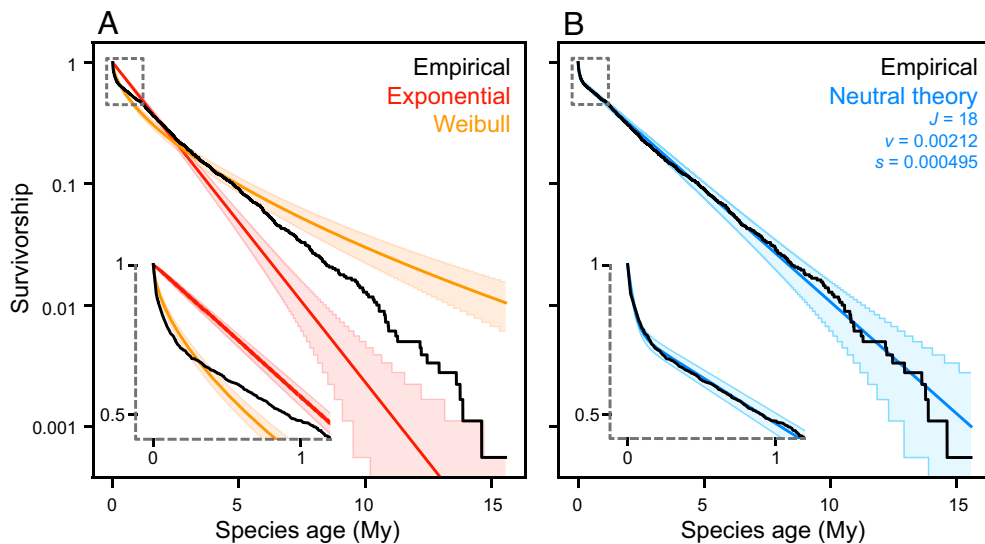 A
Empirical
Exponential
Weibull
Survivorship
1
0.1
0.01
0.001
1
0.5
0
1
0
5
10
15
Species age (My)
B
Empirical
Neutral theory
J = 18
v = 0.00212
s = 0.000495
1
0.5
0
1
0
5
10
15
Species age (My)